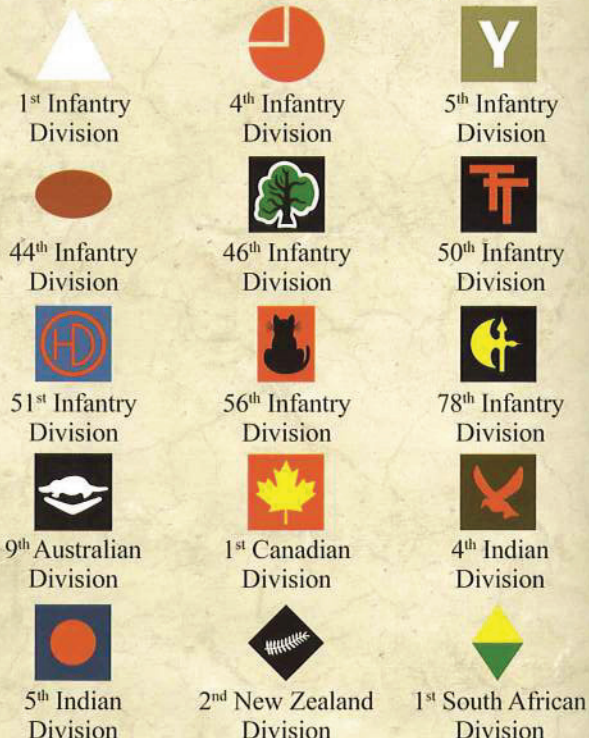 Y
1st Infantry Division
4th Infantry Division
5th Infantry Division
TT
44th Infantry Division
46th Infantry Division
50th Infantry Division
HD
51st Infantry Division
56th Infantry Division
78th Infantry Division
9th Australian Division
1st Canadian Division
4th Indian Division
5th Indian Division
2nd New Zealand Division
1st South African Division